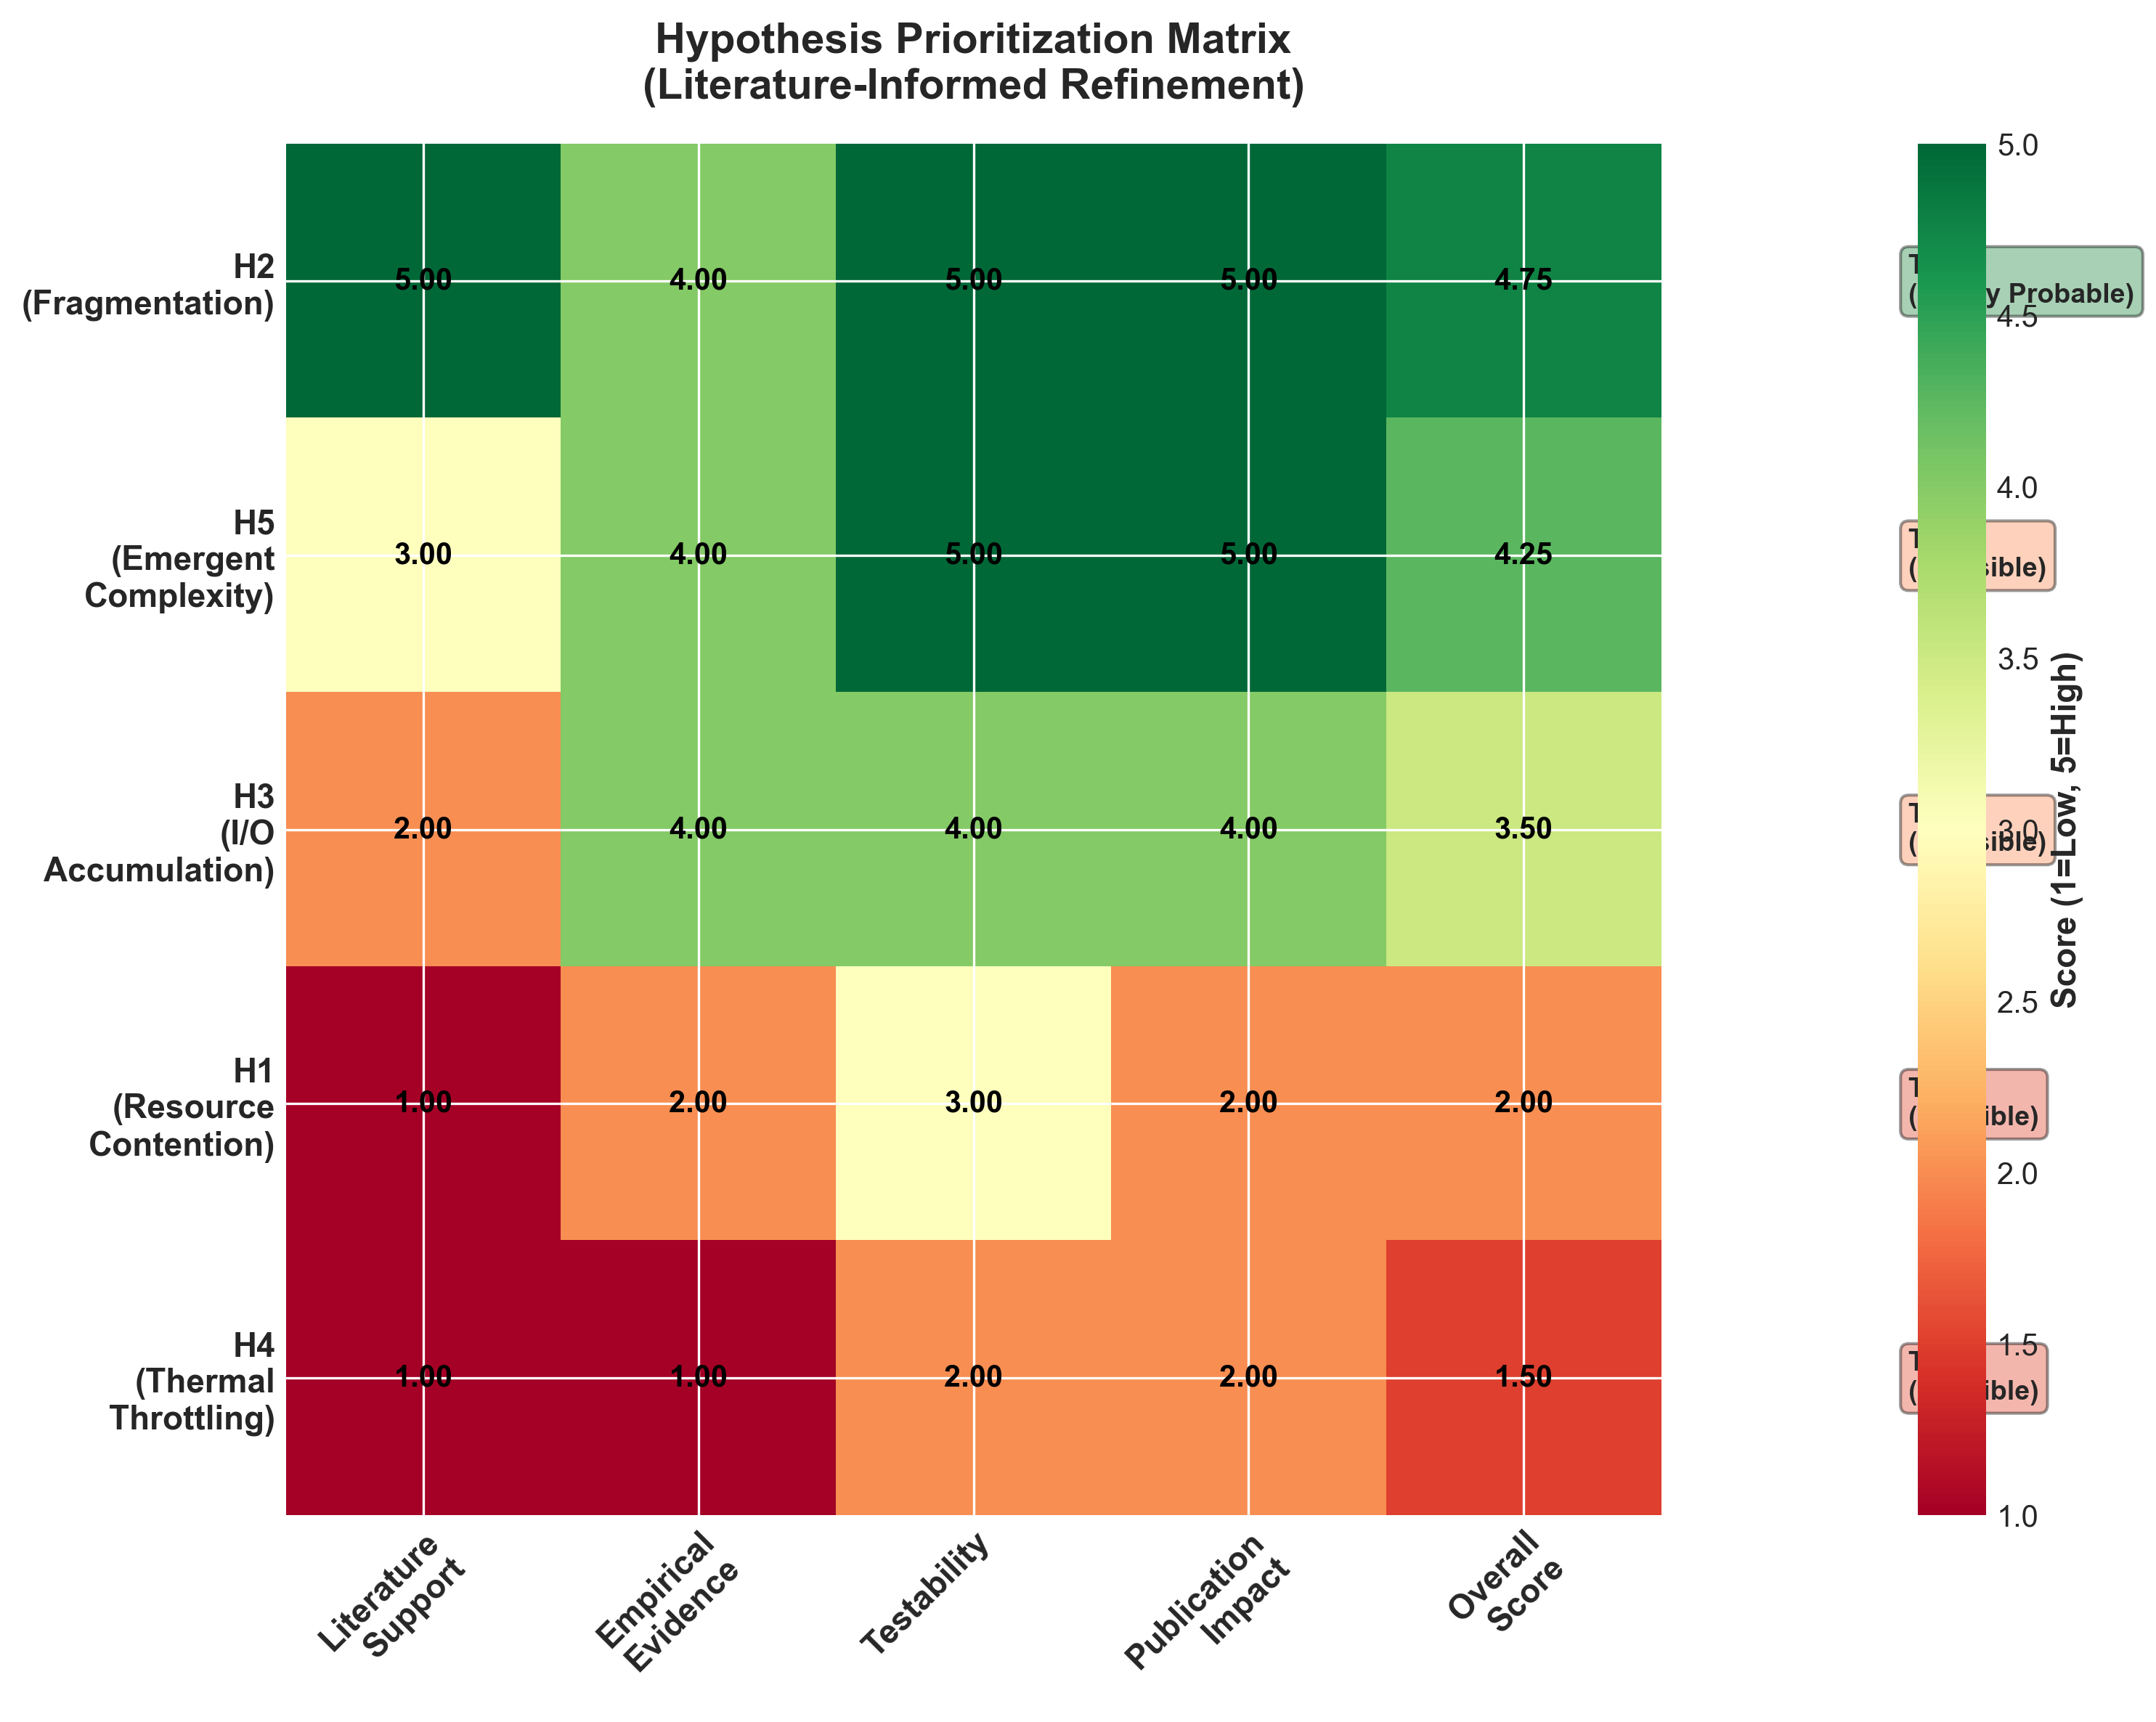 Hypothesis Prioritization Matrix
(Literature-Informed Refinement)
H2
(Fragmentation)
5.00 4.00 5.00 5.00 4.75
H5
(Emergent
Complexity)
3.00 4.00 5.00 5.00 4.25
H3
(I/O
Accumulation)
2.00 4.00 4.00 4.00 3.50
H1
(Resource
Contention)
1.00 2.00 3.00 2.00 2.00
H4
(Thermal
Throttling)
1.00 1.00 2.00 2.00 1.50
Literature
Support
Empirical
Evidence
Testability
Publication
Impact
Overall
Score
5.0
Probable)
4.5
4.0
3.5
3.0
2.5
2.0
1.5
1.0
Score (1=Low, 5=High)